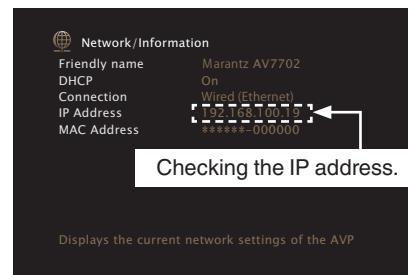 Network/Information
Friendly name Marantz AV7702
DHCP On
Connection Wired (Ethernet)
IP Address 192.168.100.19
MAC Address ******-000000
Checking the IP address.
Displays the current network settings of the AVP